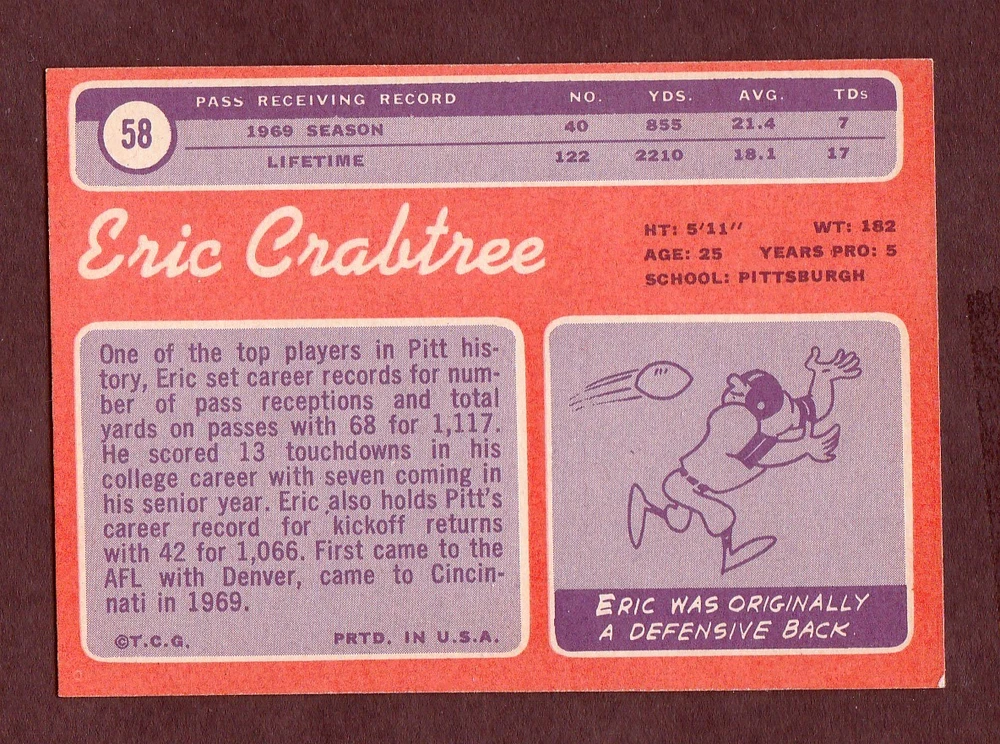 58
PASS RECEIVING RECORD NO. YDS. AVG. TDs
1969 SEASON 40 855 21.4 7
LIFETIME 122 2210 18.1 17
Eric Crabtree
HT: 5'11" WT: 182
AGE: 25 YEARS PRO: 5
SCHOOL: PITTSBURGH
One of the top players in Pitt his-
tory, Eric set career records for num-
ber of pass receptions and total
yards on passes with 68 for 1,117.
He scored 13 touchdowns in his
college career with seven coming in
his senior year. Eric also holds Pitt's
career record for kickoff returns
with 42 for 1,066. First came to the
AFL with Denver, came to Cincin-
nati in 1969.
©T.C.G. PRTD. IN U.S.A.
ERIC WAS ORIGINALLY
A DEFENSIVE BACK.